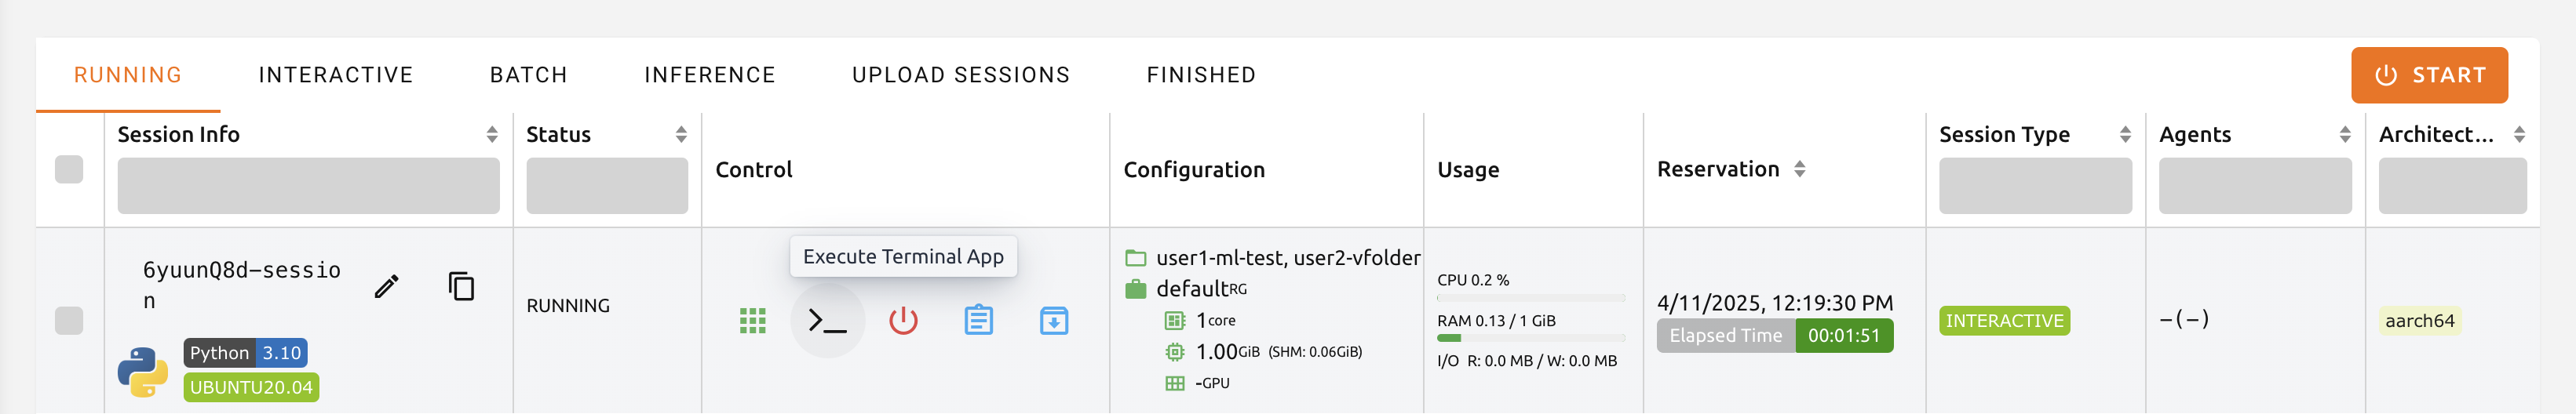 RUNNING INTERACTIVE BATCH INFERENCE UPLOAD SESSIONS FINISHED START
Session Info Status Control Configuration Usage Reservation Session Type Agents Architect...
Execute Terminal App
6yuunQ8d-sessio
n
Python 3.10
UBUNTU20.04
RUNNING
user1-ml-test, user2-vfolder
defaultRG
1core
1.00GiB (SHM: 0.06GiB)
-GPU
CPU 0.2 %
RAM 0.13 / 1 GiB
I/O R: 0.0 MB / W: 0.0 MB
4/11/2025, 12:19:30 PM
Elapsed Time 00:01:51
INTERACTIVE
-(-)
aarch64